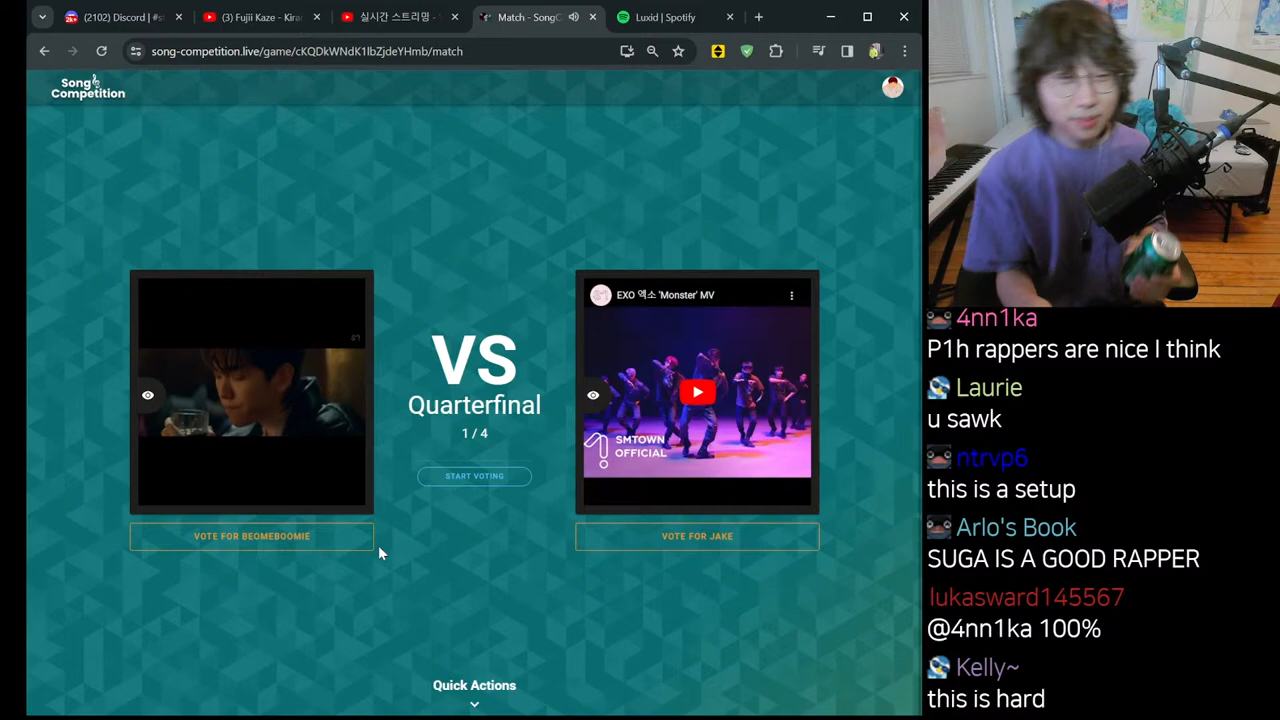 (2102) Discord | #s
(3) Fujii Kaze - Kira
실시간 스트리밍 -
Match - Song
Luxid | Spotify
song-competition.live/game/cKQDkWNdK1lbZjdeYHmb/match
Song
Competition
EXO 엑소 'Monster' MV
SMTOWN
OFFICIAL
VS
Quarterfinal
1 / 4
START VOTING
VOTE FOR BEOMEBOOMIE
VOTE FOR JAKE
Quick Actions
4nn1ka
P1h rappers are nice I think
Laurie
u sawk
ntrvp6
this is a setup
Arlo's Book
SUGA IS A GOOD RAPPER
lukasward145567
@4nn1ka 100%
Kelly~
this is hard